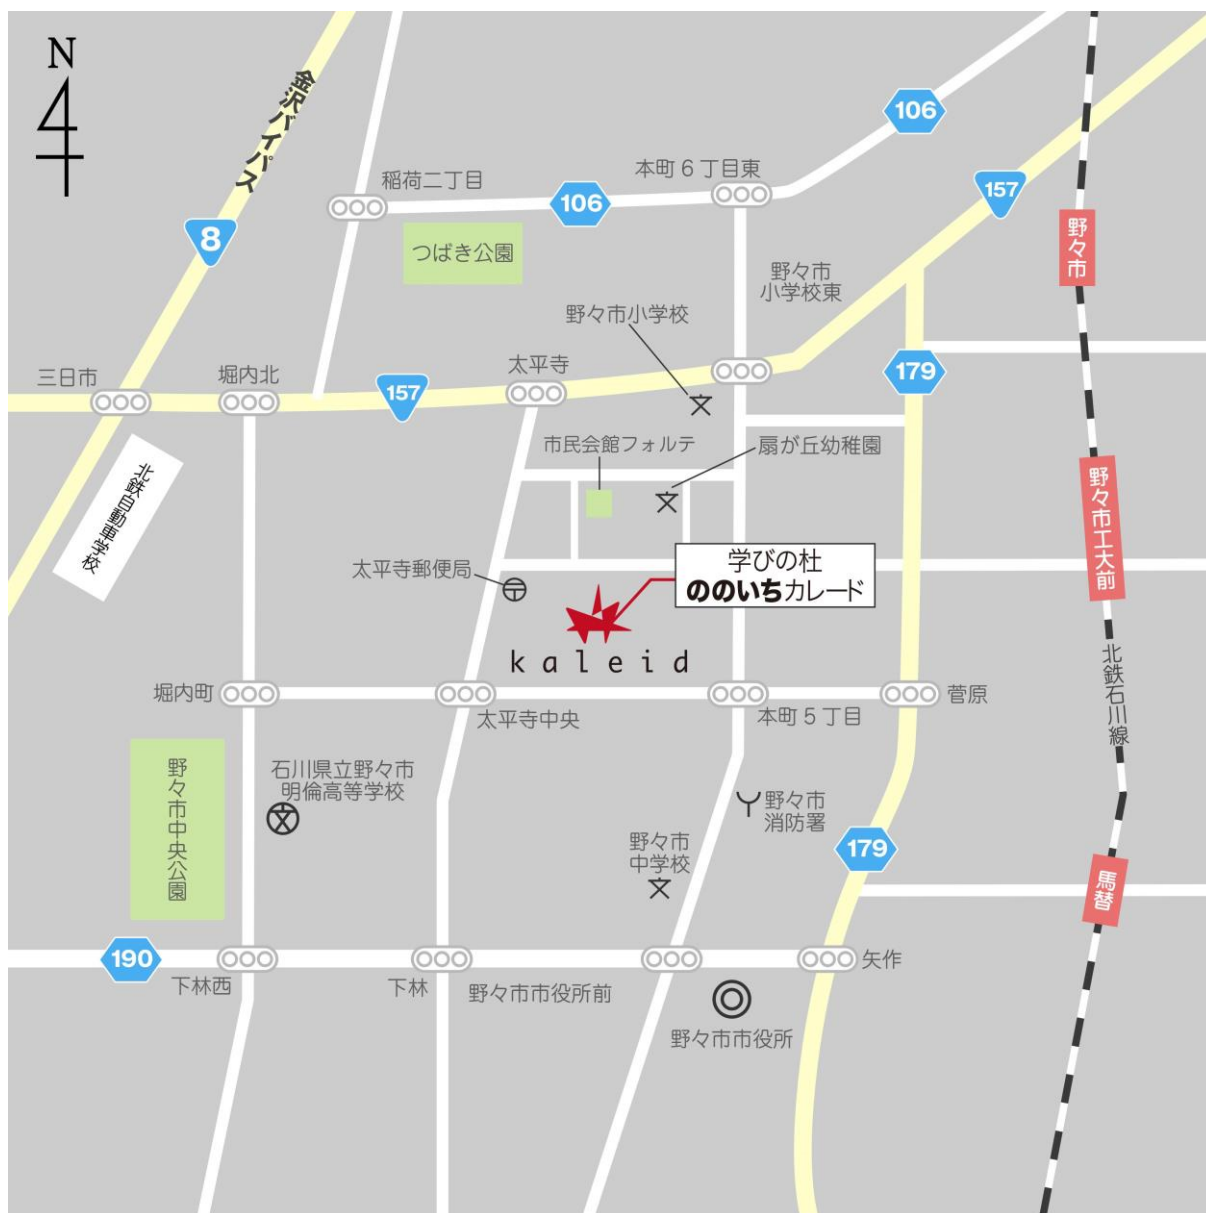 N
金沢バイパス
106
本町6丁目東
稲荷二丁目
157
106
8
野々市
つばき公園
野々市
小学校東
野々市小学校
太平寺
三日市
堀内北
157
179
市民会館フォルテ
扇が丘幼稚園
北鉄自動車学校
野々市工大前
学びの杜
ののいちカレード
太平寺郵便局
kaleid
北鉄石川線
堀内町
太平寺中央
本町5丁目
菅原
野々市中央公園
石川県立野々市
明倫高等学校
野々市
消防署
野々市
中学校
179
馬替
190
下林西
下林
野々市市役所前
矢作
野々市市役所